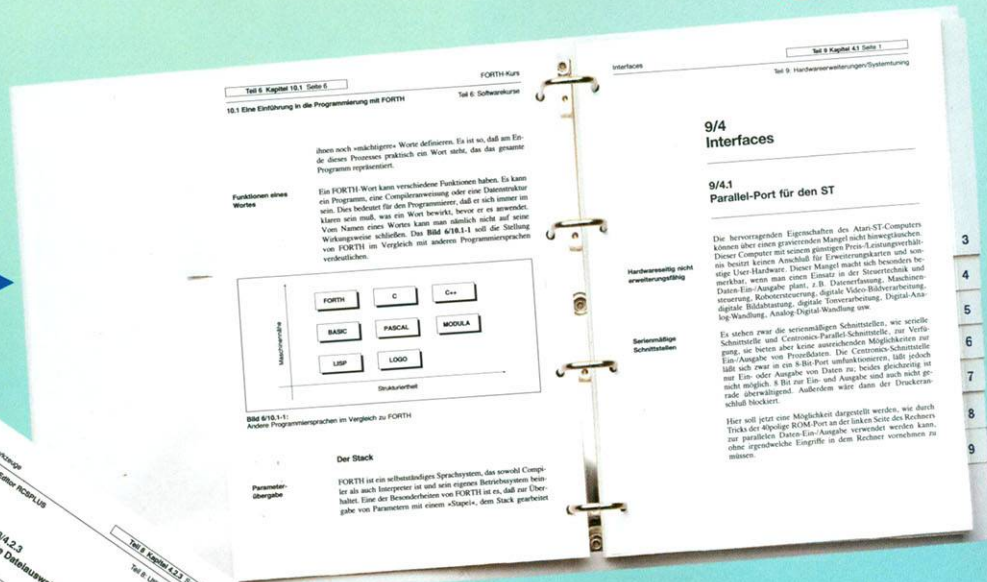 Teil 6 Kapitel 10.1 Seite 6
FORTH-Kurs
10.1 Eine Einführung in die Programmierung mit FORTH
Teil 6: Softwarekurse
ihnen noch »mächtigere« Worte definieren. Es ist so, daß am En-
de dieses Prozesses praktisch ein Wort steht, das das gesamte
Programm repräsentiert.
Funktionen eines
Wortes
Ein FORTH-Wort kann verschiedene Funktionen haben. Es kann
ein Programm, eine Compileranweisung oder eine Datenstruktur
sein. Dies bedeutet für den Programmierer, daß er sich immer im
klaren sein muß, was ein Wort bewirkt, bevor er es anwendet.
Vom Namen eines Wortes kann man nämlich nicht auf seine
Wirkungsweise schließen. Das Bild 6/10.1-1 soll die Stellung
von FORTH im Vergleich mit anderen Programmiersprachen
verdeutlichen.
Maschinennähe
FORTH
C
C++
BASIC
PASCAL
MODULA
LISP
LOGO
Strukturiertheit
Bild 6/10.1-1:
Andere Programmiersprachen im Vergleich zu FORTH
Der Stack
Parameter-
übergabe
FORTH ist ein selbstständiges Sprachsystem, das sowohl Compi-
ler als auch Interpreter ist und sein eigenes Betriebssystem bein-
haltet. Eine der Besonderheiten von FORTH ist es, daß zur Über-
gabe von Parametern mit einem »Stapel«, dem Stack gearbeitet
Interfaces
Teil 9 Kapitel 4.1 Seite 1
Teil 9: Hardwareerweiterungen/Systemtuning
9/4
Interfaces
9/4.1
Parallel-Port für den ST
Die hervorragenden Eigenschaften des Atari-ST-Computers
können über einen gravierenden Mangel nicht hinwegtäuschen.
Dieser Computer mit seinem günstigen Preis-/Leistungsverhält-
nis besitzt keinen Anschluß für Erweiterungskarten und son-
stige User-Hardware. Dieser Mangel macht sich besonders be-
merkbar, wenn man einen Einsatz in der Steuertechnik und
Daten-Ein-/Ausgabe plant, z.B. Datenerfassung, Maschinen-
steuerung, Robotersteuerung, digitale Video-Bildverarbeitung,
digitale Bildabtastung, digitale Tonverarbeitung, Digital-Ana-
log-Wandlung, Analog-Digital-Wandlung usw.
Hardwareseitig nicht
erweiterungsfähig
Serienmäßige
Schnittstellen
Es stehen zwar die serienmäßigen Schnittstellen, wie serielle
Schnittstelle und Centronics-Parallel-Schnittstelle, zur Verfü-
gung, sie bieten aber keine ausreichenden Möglichkeiten zur
Ein-/Ausgabe von Prozeßdaten. Die Centronics-Schnittstelle
läßt sich zwar in ein 8-Bit-Port umfunktionieren, läßt jedoch
nur Ein- oder Ausgabe von Daten zu; beides gleichzeitig ist
nicht möglich. 8 Bit zur Ein- und Ausgabe sind auch nicht ge-
rade überwältigend. Außerdem wäre dann der Druckeran-
schluß blockiert.
Hier soll jetzt eine Möglichkeit dargestellt werden, wie durch
Tricks der 40polige ROM-Port an der linken Seite des Rechners
zur parallelen Daten-Ein-/Ausgabe verwendet werden kann,
ohne irgendwelche Eingriffe in dem Rechner vornehmen zu
müssen.
3
4
5
6
7
8
9
Editor RCSPLUS
Teil 8 Kapitel 4.2.3